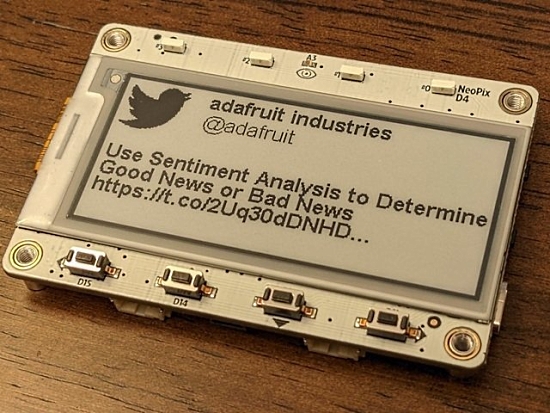 #3
#2
A3
#1
#0
NeoPix
D4
adafruit industries
@adafruit
Use Sentiment Analysis to Determine
Good News or Bad News
https://t.co/2Uq30dDNHD...
D15
D14